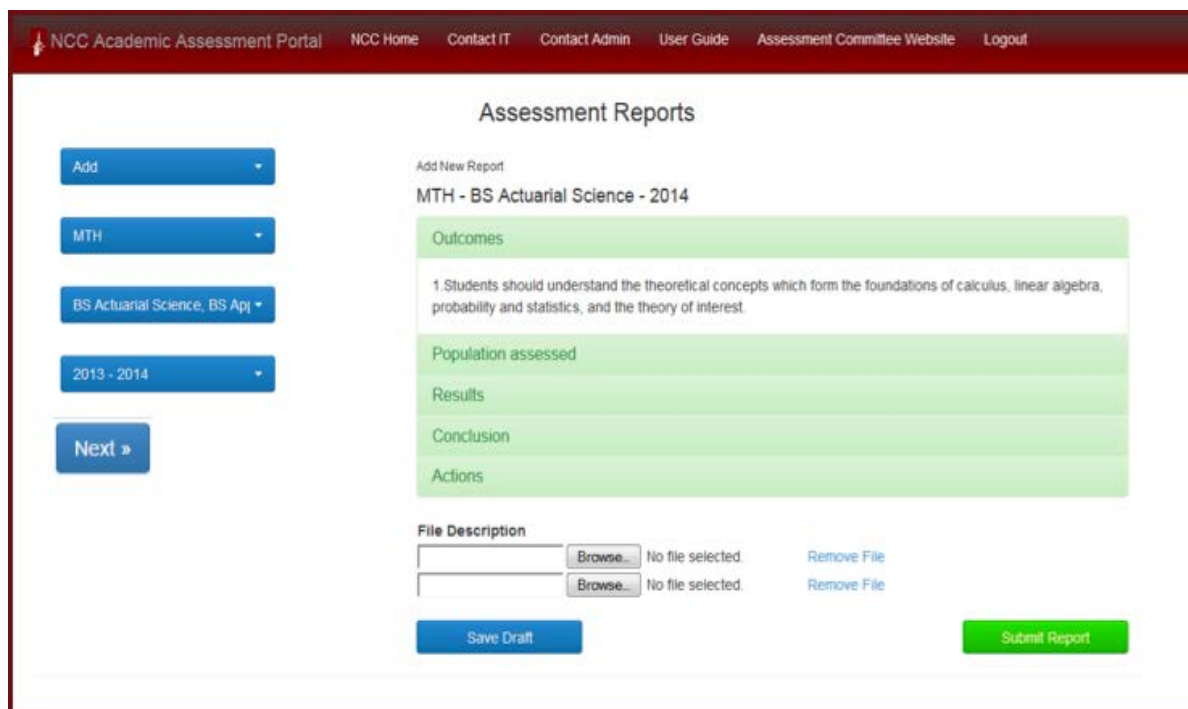 NCC Academic Assessment Portal NCC Home Contact IT Contact Admin User Guide Assessment Committee Website Logout
Assessment Reports
Add
MTH
BS Actuarial Science, BS App
2013 - 2014
Next »
Add New Report
MTH - BS Actuarial Science - 2014
Outcomes
1.Students should understand the theoretical concepts which form the foundations of calculus, linear algebra,
probability and statistics, and the theory of interest.
Population assessed
Results
Conclusion
Actions
File Description
Browse... No file selected. Remove File
Browse... No file selected. Remove File
Save Draft Submit Report